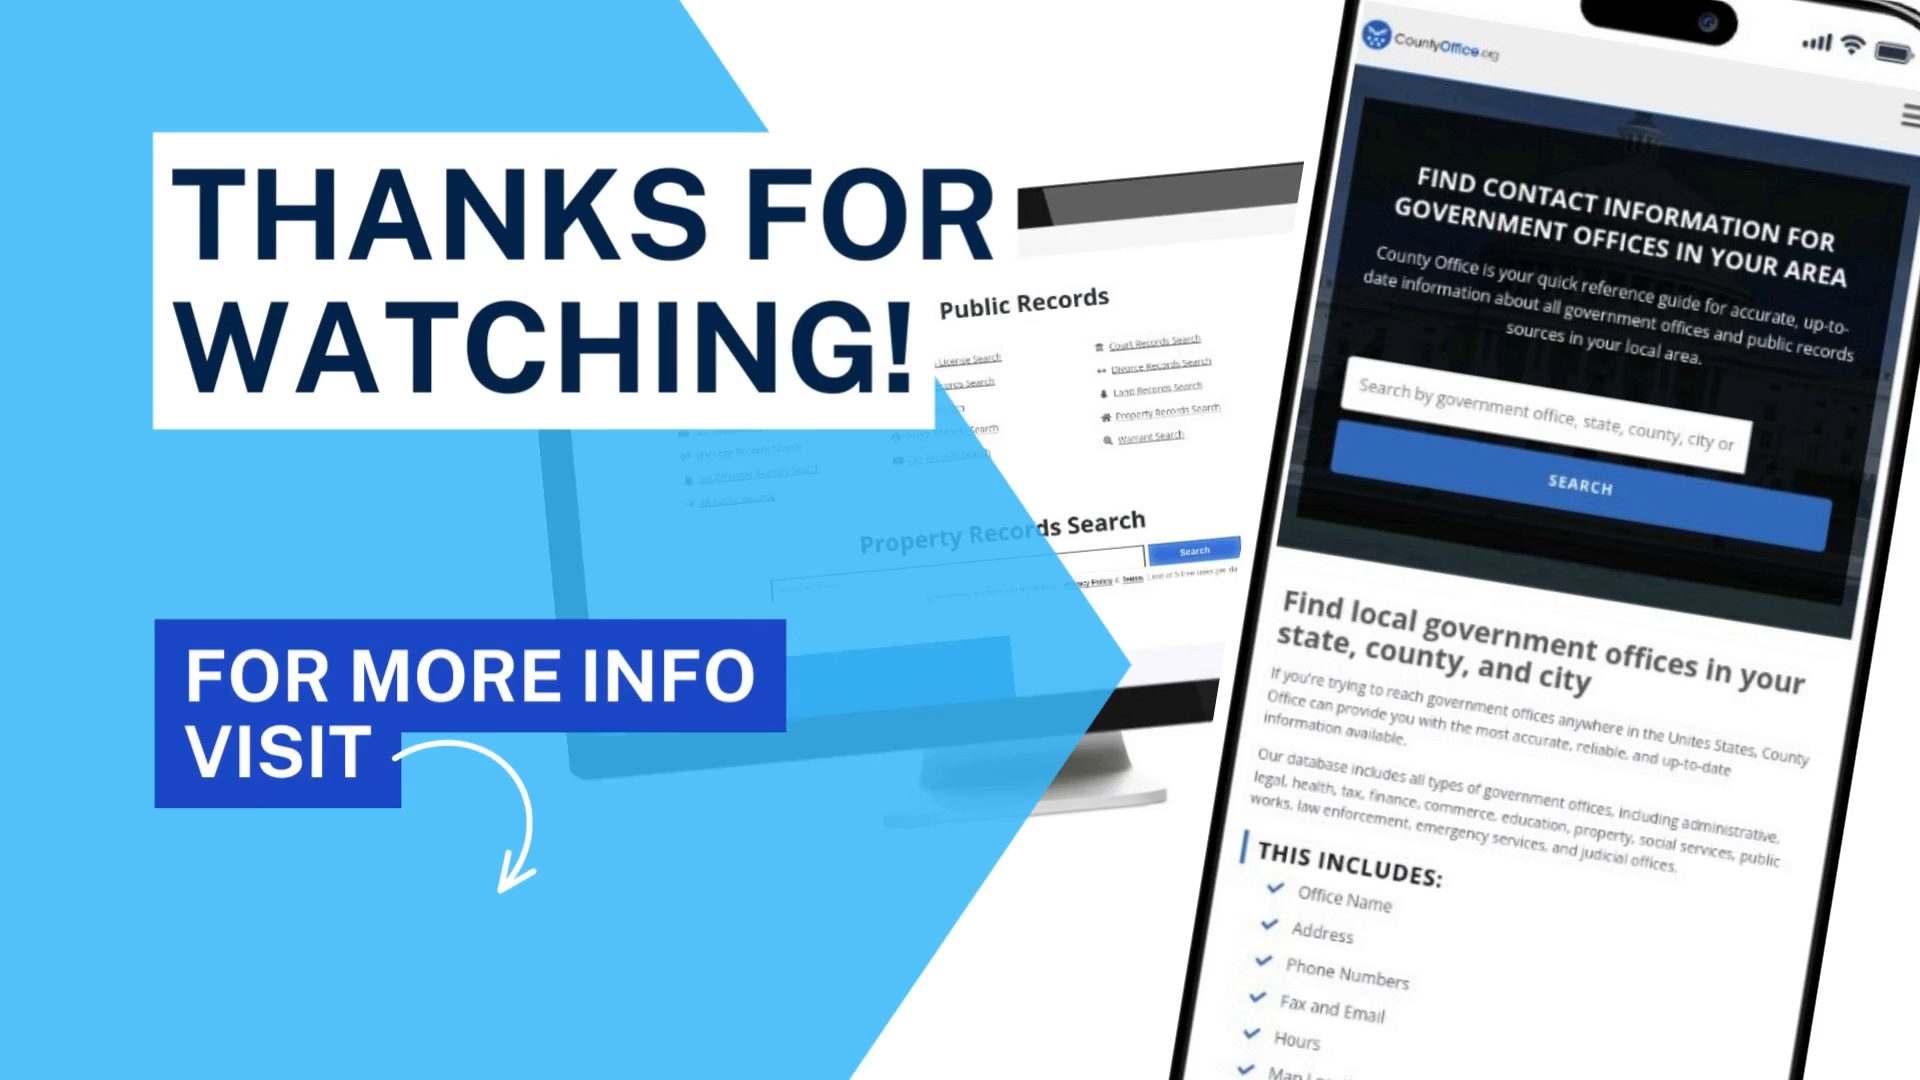 THANKS FOR
WATCHING!
FOR MORE INFO
VISIT
Public Records
License Search
Search
Search
Court Records Search
Divorce Records Search
Land Records Search
Property Records Search
Warrant Search
Property Records Search
Search
Policy & Terms
CountyOffice.org
FIND CONTACT INFORMATION FOR
GOVERNMENT OFFICES IN YOUR AREA
County Office is your quick reference guide for accurate, up-to-
date information about all government offices and public records
sources in your local area.
Search by government office, state, county, city or
SEARCH
Find local government offices in your
state, county, and city
If you're trying to reach government offices anywhere in the Unites States, County
Office can provide you with the most accurate, reliable, and up-to-date
information available.
Our database includes all types of government offices, including administrative,
legal, health, tax, finance, commerce, education, property, social services, public
works, law enforcement, emergency services, and judicial offices.
THIS INCLUDES:
Office Name
Address
Phone Numbers
Fax and Email
Hours